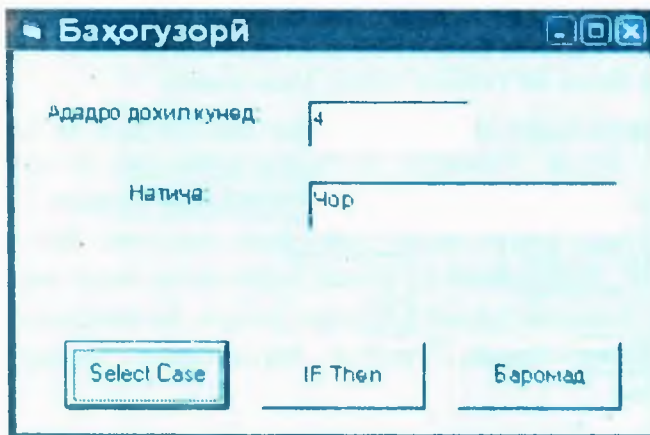 Баҳогузорӣ
Ададро дохил кунед:
4
Натиҷа:
Чор
Select Case
IF Then
Баромад